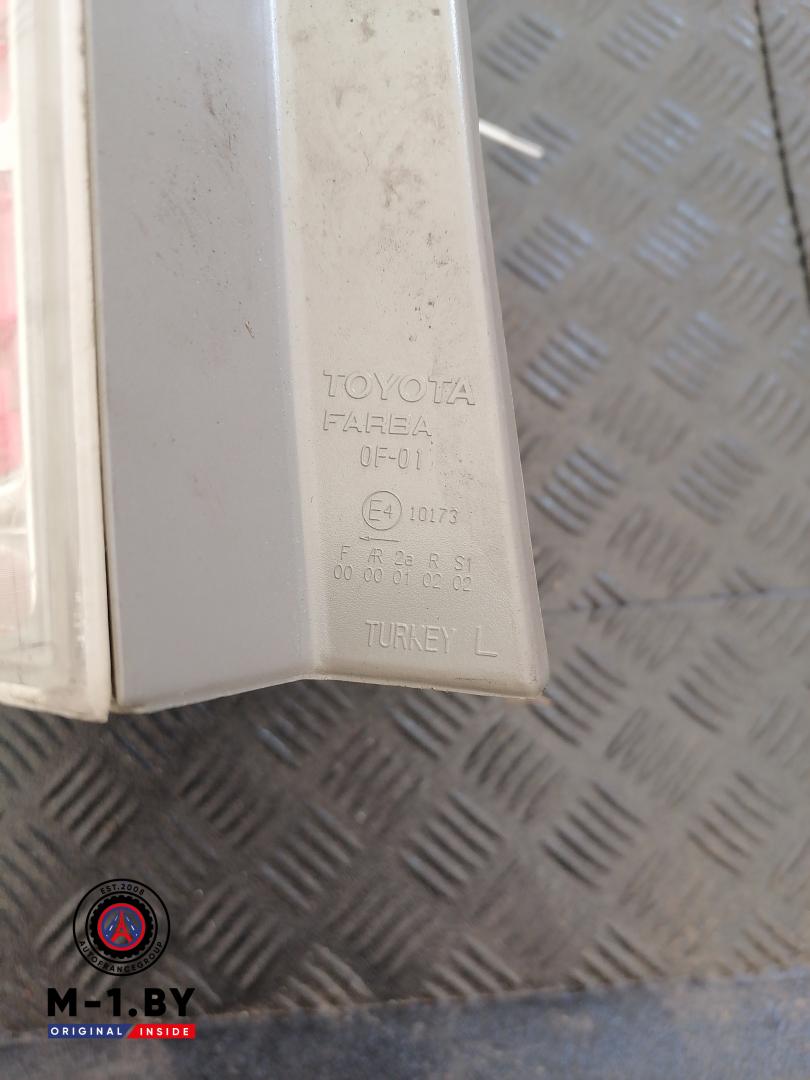 TOYOTA
FARBA
0F-01
E4 10173
F AR 2a R S1
00 00 01 02 02
TURKEY L
EST.2008
AUTOFRANCEGROUP
M-1.BY
ORIGINAL INSIDE